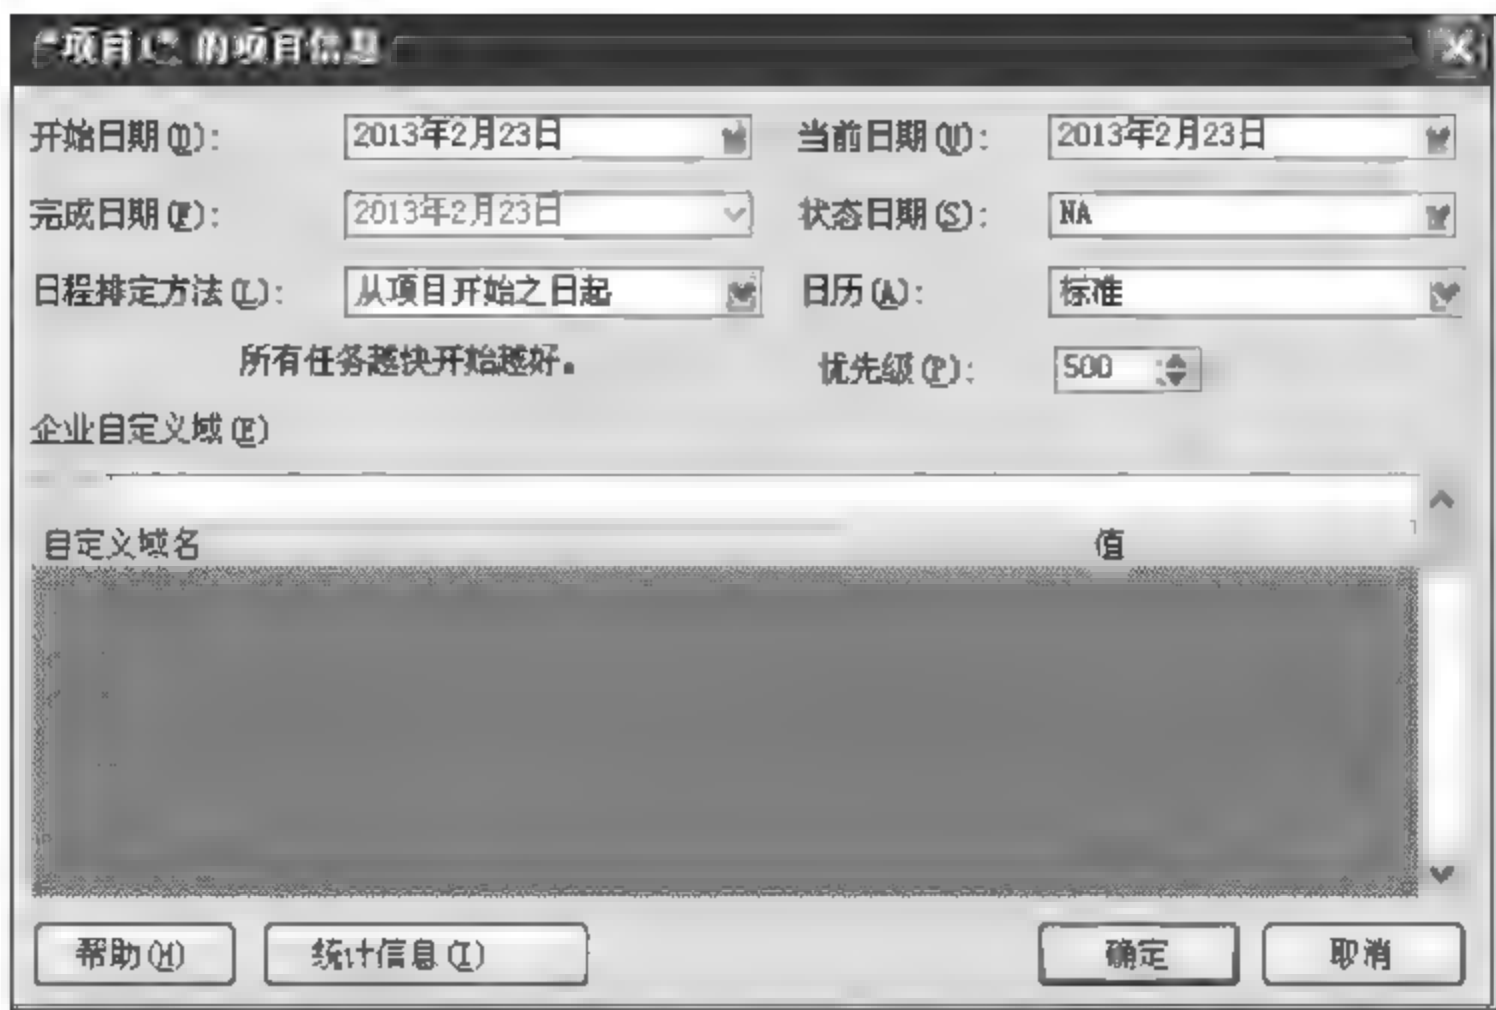 “项目1” 的项目信息
开始日期(D): 2013年2月23日 当前日期(U): 2013年2月23日
完成日期(F): 2013年2月23日 状态日期(S): NA
日程排定方法(L): 从项目开始之日起 日历(A): 标准
所有任务越快开始越好。 优先级(P): 500
企业自定义域(E)
自定义域名 值
帮助(H) 统计信息(I) 确定 取消